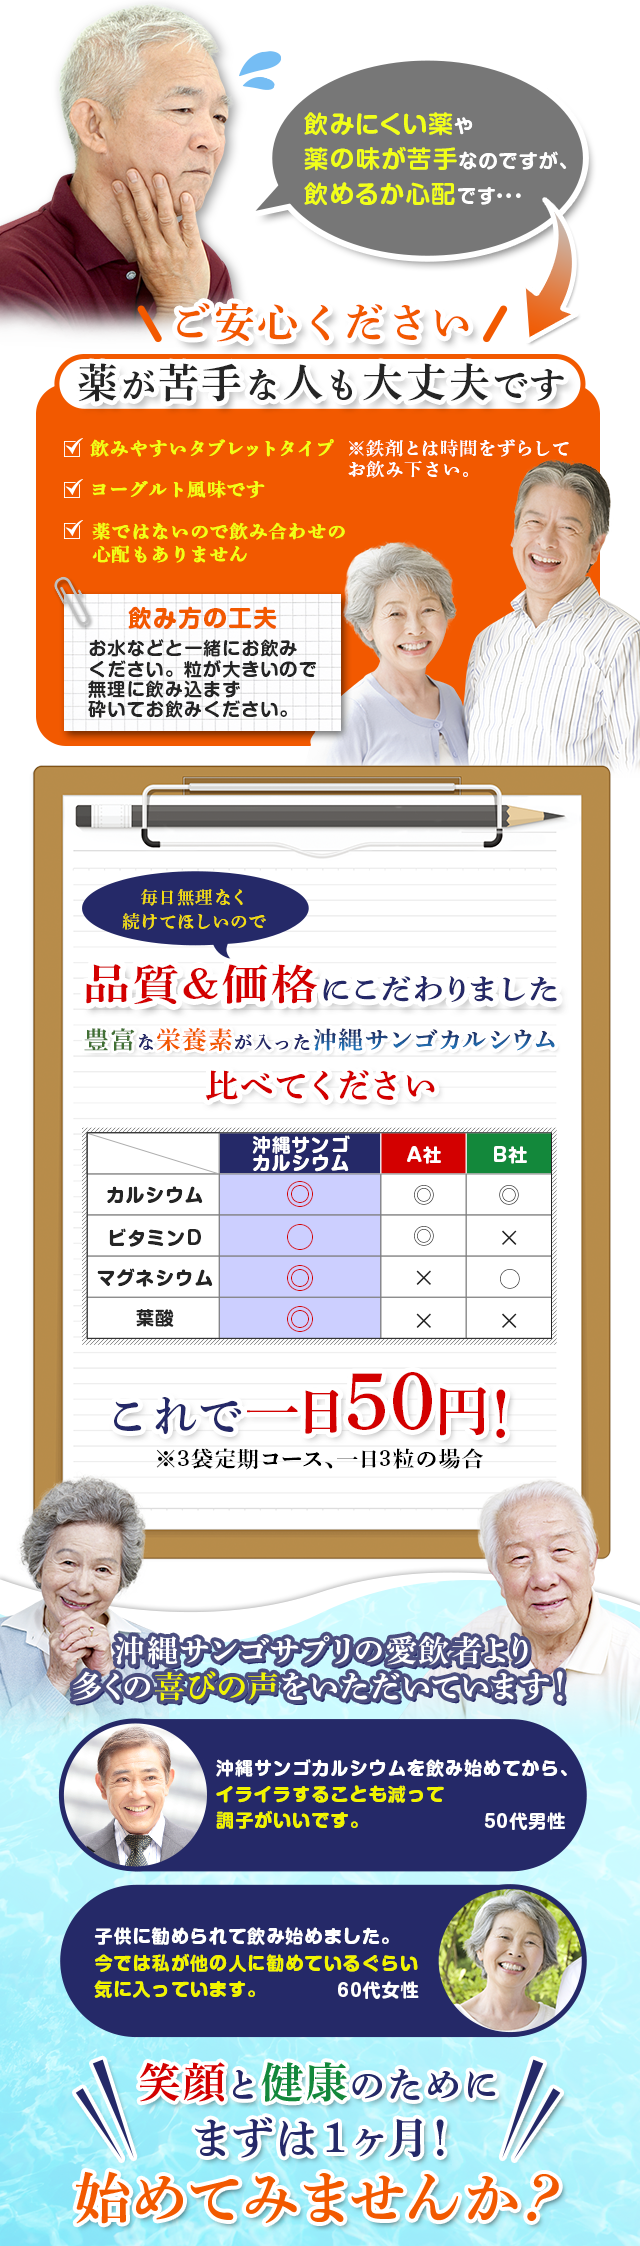 飲みにくい薬や
薬の味が苦手なのですが、
飲めるか心配です・・・
ご安心ください
薬が苦手な人も大丈夫です
飲みやすいタブレットタイプ
※鉄剤とは時間をずらして
お飲み下さい。
ヨーグルト風味です
薬ではないので飲み合わせの
心配もありません
飲み方の工夫
お水などと一緒にお飲み
ください。粒が大きいので
無理に飲み込まず
砕いてお飲みください。
毎日無理なく
続けてほしいので
品質&価格にこだわりました
豊富な栄養素が入った沖縄サンゴカルシウム
比べてください
沖縄サンゴ
カルシウム
A社
B社
カルシウム ◎ ◎ ◎
ビタミンD ○ ◎ ×
マグネシウム ◎ × ○
葉酸 ◎ × ×
これで一日50円!
※3袋定期コース、一日3粒の場合
沖縄サンゴサプリの愛飲者より
多くの喜びの声をいただいています!
沖縄サンゴカルシウムを飲み始めてから、
イライラすることも減って
調子がいいです。 50代男性
子供に勧められて飲み始めました。
今では私が他の人に勧めているぐらい
気に入っています。 60代女性
笑顔と健康のために
まずは1ヶ月!
始めてみませんか?